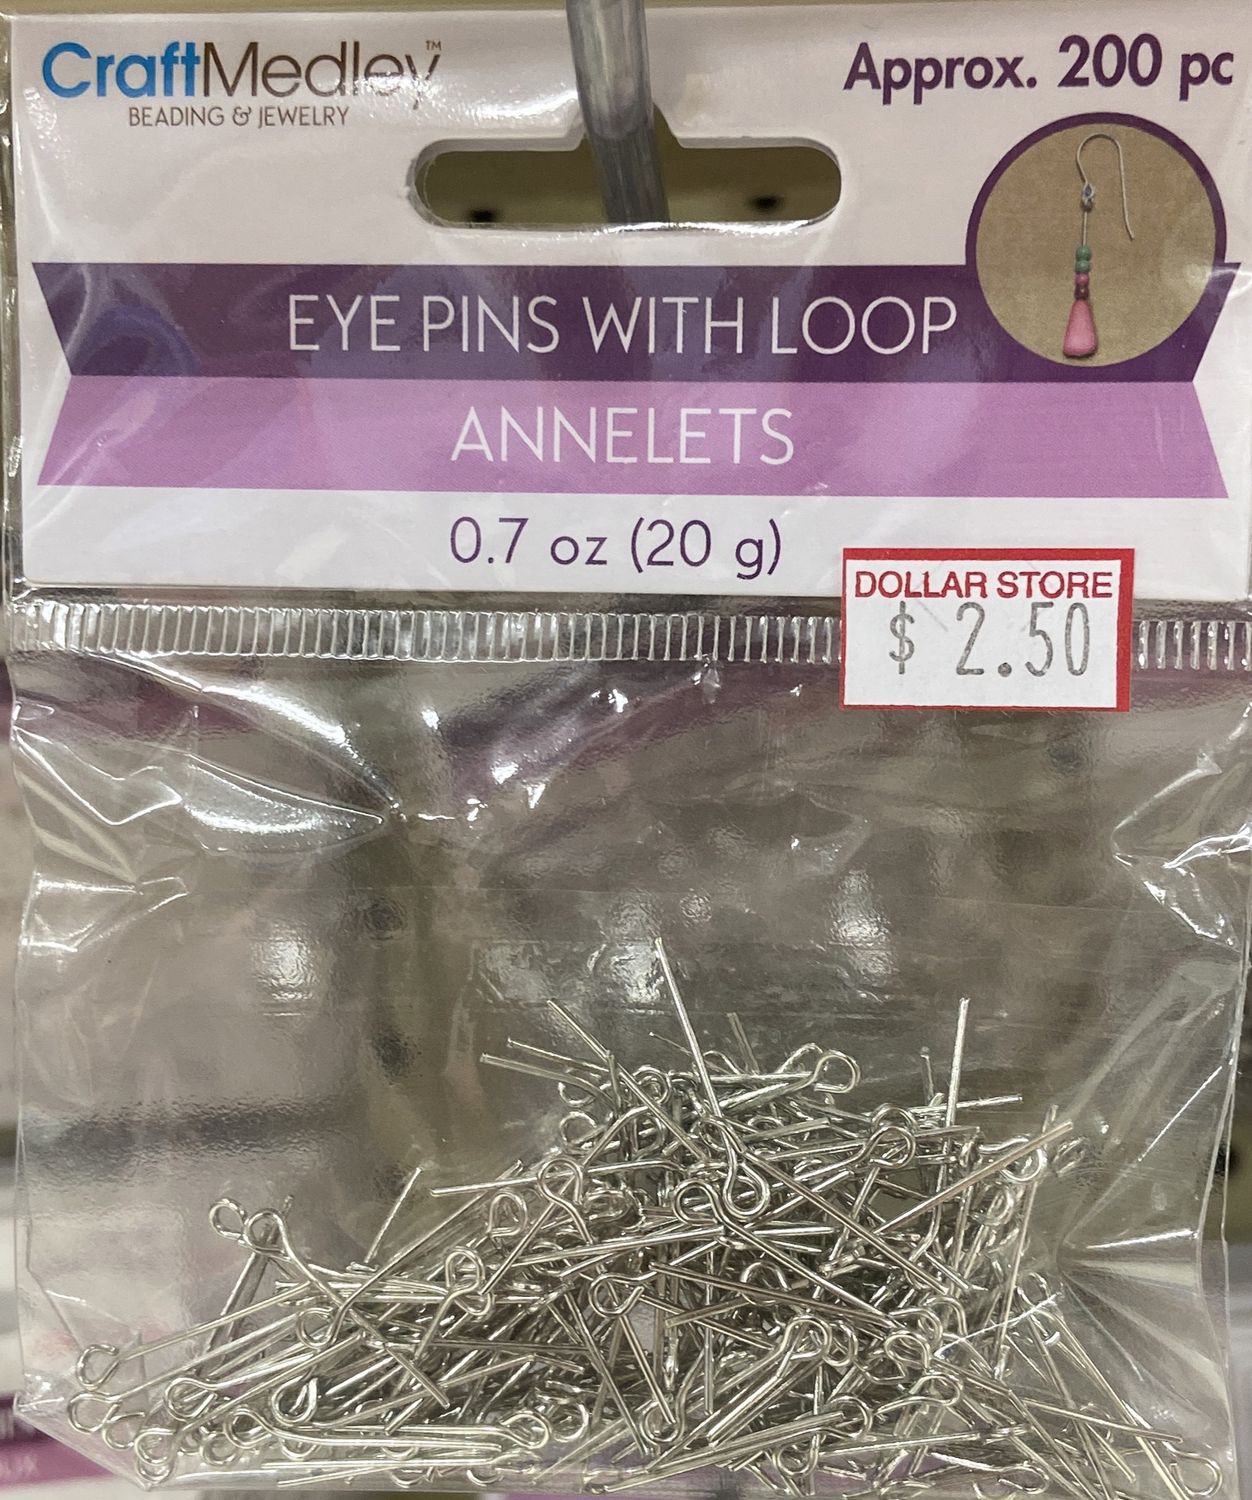 CraftMedley™
BEADING & JEWELRY
Approx. 200 pc
EYE PINS WITH LOOP
ANNELETS
0.7 oz (20 g)
DOLLAR STORE
$ 2.50